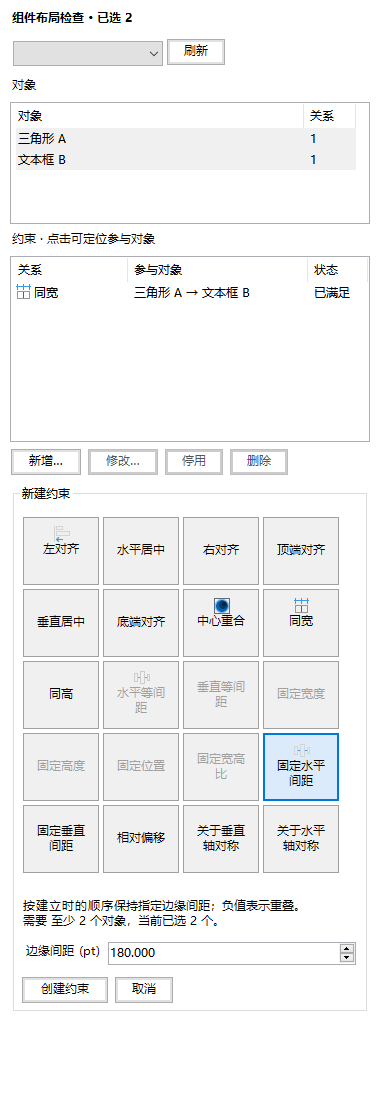 组件布局检查 · 已选 2
刷新
对象
对象 关系
三角形 A 1
文本框 B 1
约束 · 点击可定位参与对象
关系 参与对象 状态
同宽 三角形 A → 文本框 B 已满足
新增... 修改... 停用 删除
新建约束
左对齐 水平居中 右对齐 顶端对齐
垂直居中 底端对齐 中心重合 同宽
同高 水平等间
距 垂直等间
距 固定宽度
固定高度 固定位置 固定宽高
比 固定水平
间距
固定垂直
间距 相对偏移 关于垂直
轴对称 关于水平
轴对称
按建立时的顺序保持指定边缘间距；负值表示重叠。
需要 至少 2 个对象，当前已选 2 个。
边缘间距 (pt) 180.000
创建约束 取消